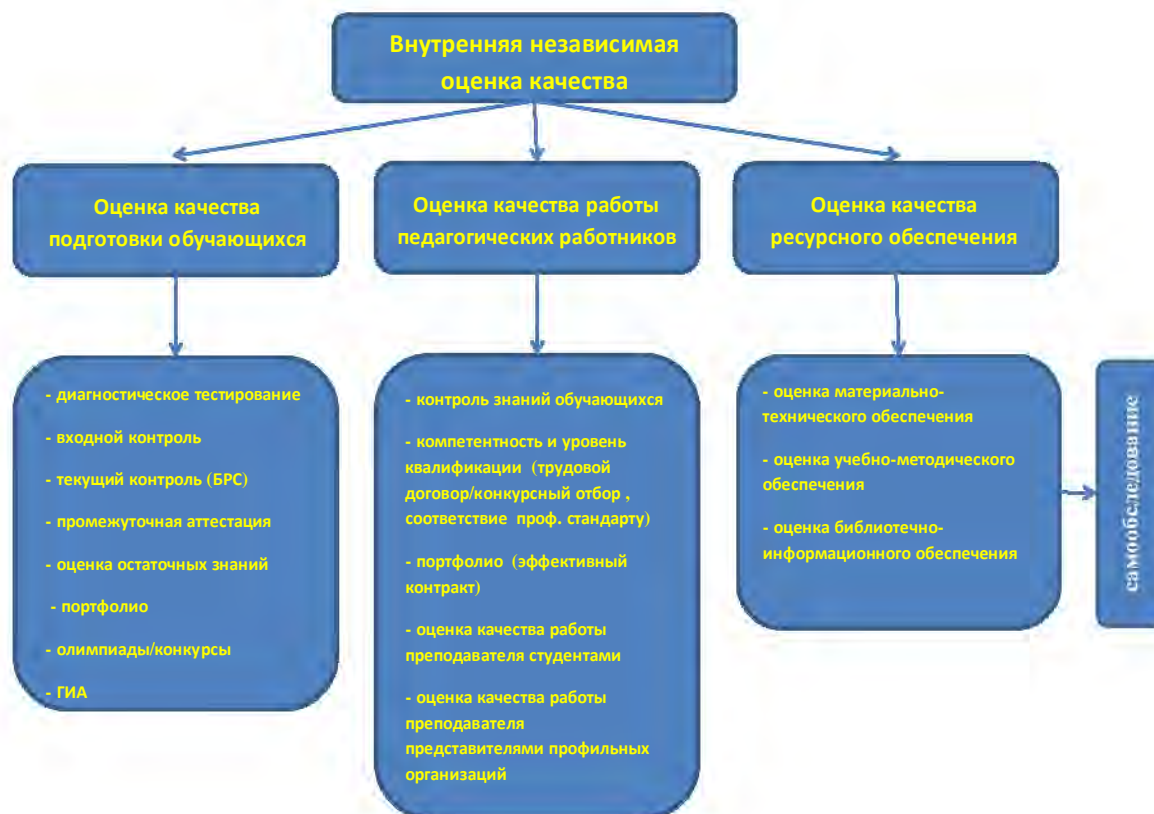 Внутренняя независимая
оценка качества
Оценка качества
подготовки обучающихся
Оценка качества работы
педагогических работников
Оценка качества
ресурсного обеспечения
- диагностическое тестирование
- входной контроль
- текущий контроль (БРС)
- промежуточная аттестация
- оценка остаточных знаний
- портфолио
- олимпиады/конкурсы
- ГИА
- контроль знаний обучающихся
- компетентность и уровень
квалификации (трудовой
договор/конкурсный отбор ,
соответствие проф. стандарту)
- портфолио (эффективный
контракт)
- оценка качества работы
преподавателя студентами
- оценка качества работы
преподавателя
представителями профильных
организаций
- оценка материально-
технического обеспечения
- оценка учебно-методического
обеспечения
- оценка библиотечно-
информационного обеспечения
самообследование